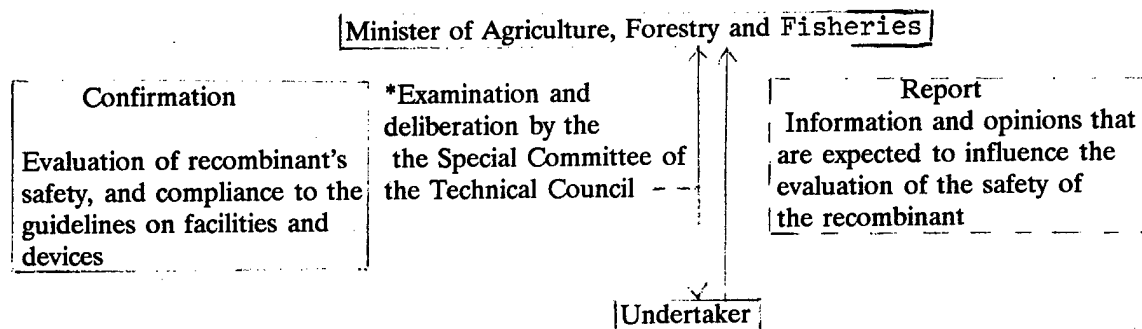 Minister of Agriculture, Forestry and Fisheries
Confirmation
Evaluation of recombinant's
safety, and compliance to the
guidelines on facilities and
devices
*Examination and
deliberation by the
the Special Committee of
the Technical Council - -
Report
Information and opinions that
are expected to influence the
evaluation of the safety of
the recombinant
Undertaker